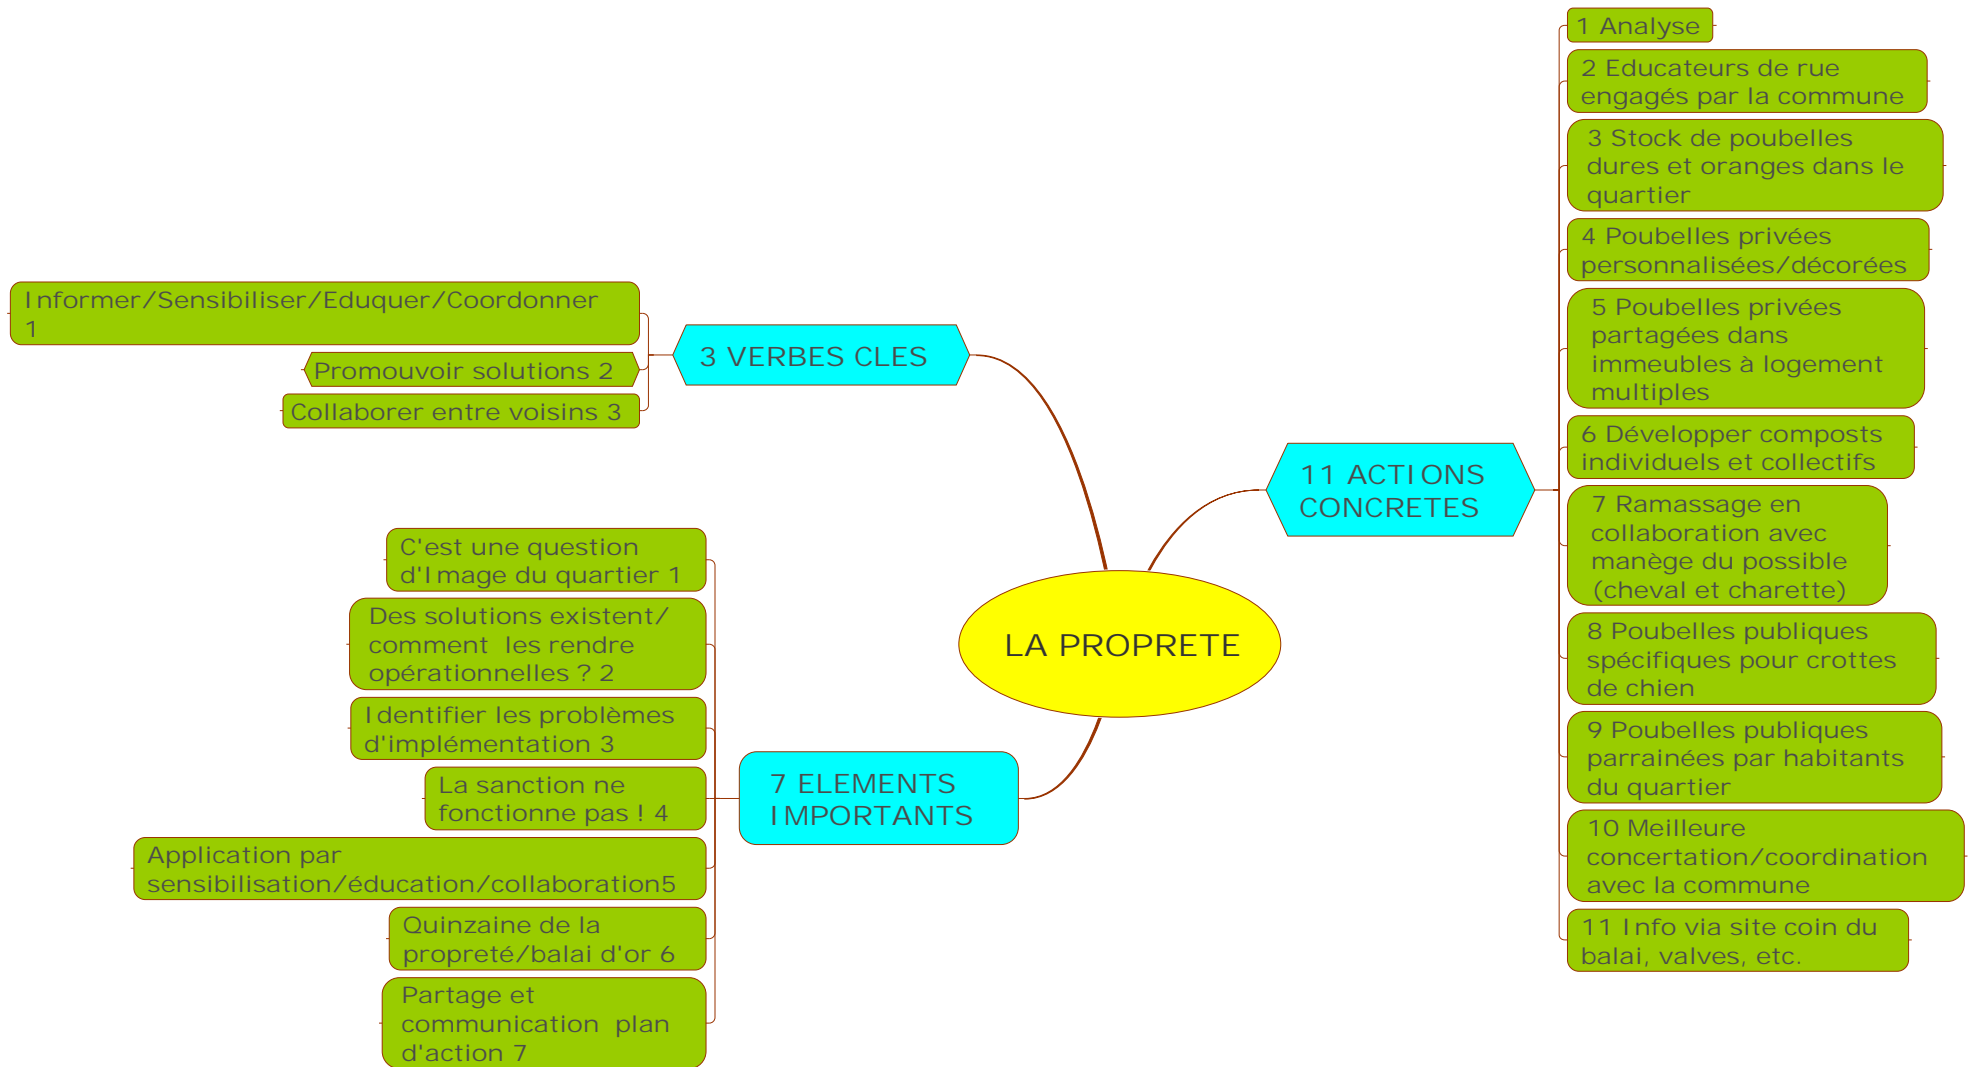 LA PROPRETE
3 VERBES CLES
Informer/Sensibiliser/Eduquer/Coordonner
1
Promouvoir solutions 2
Collaborer entre voisins 3
7 ELEMENTS
IMPORTANTS
C'est une question
d'Image du quartier 1
Des solutions existent/
comment les rendre
opérationnelles ? 2
Identifier les problèmes
d'implémentation 3
La sanction ne
fonctionne pas ! 4
Application par
sensibilisation/éducation/collaboration5
Quinzaine de la
propreté/balai d'or 6
Partage et
communication plan
d'action 7
11 ACTIONS
CONCRETES
1 Analyse
2 Educateurs de rue
engagés par la commune
3 Stock de poubelles
dures et oranges dans le
quartier
4 Poubelles privées
personnalisées/décorées
5 Poubelles privées
partagées dans
immeubles à logement
multiples
6 Développer composts
individuels et collectifs
7 Ramassage en
collaboration avec
manège du possible
(cheval et charette)
8 Poubelles publiques
spécifiques pour crottes
de chien
9 Poubelles publiques
parrainées par habitants
du quartier
10 Meilleure
concertation/coordination
avec la commune
11 Info via site coin du
balai, valves, etc.